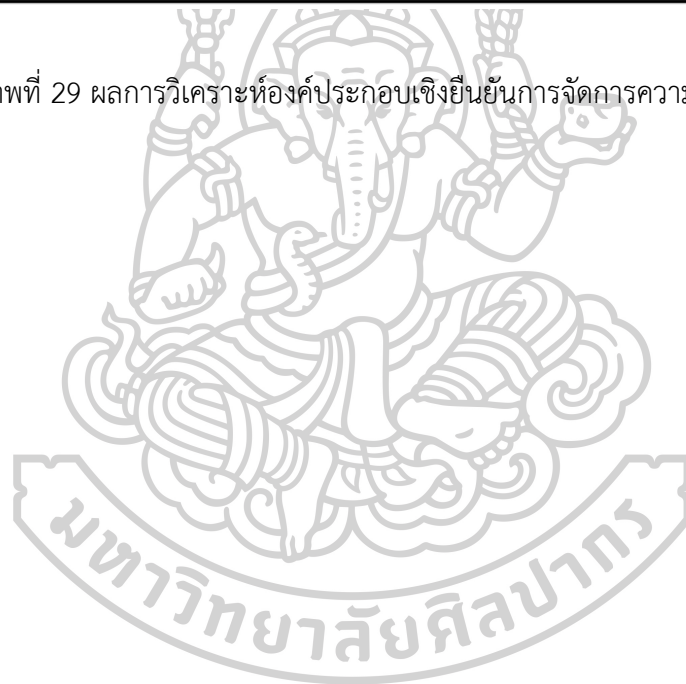 พที่ 29 ผลการวิเคราะห์องค์ประกอบเชิงยืนยันการจัดการความ
มหาวิทยาลัยศิลปากร